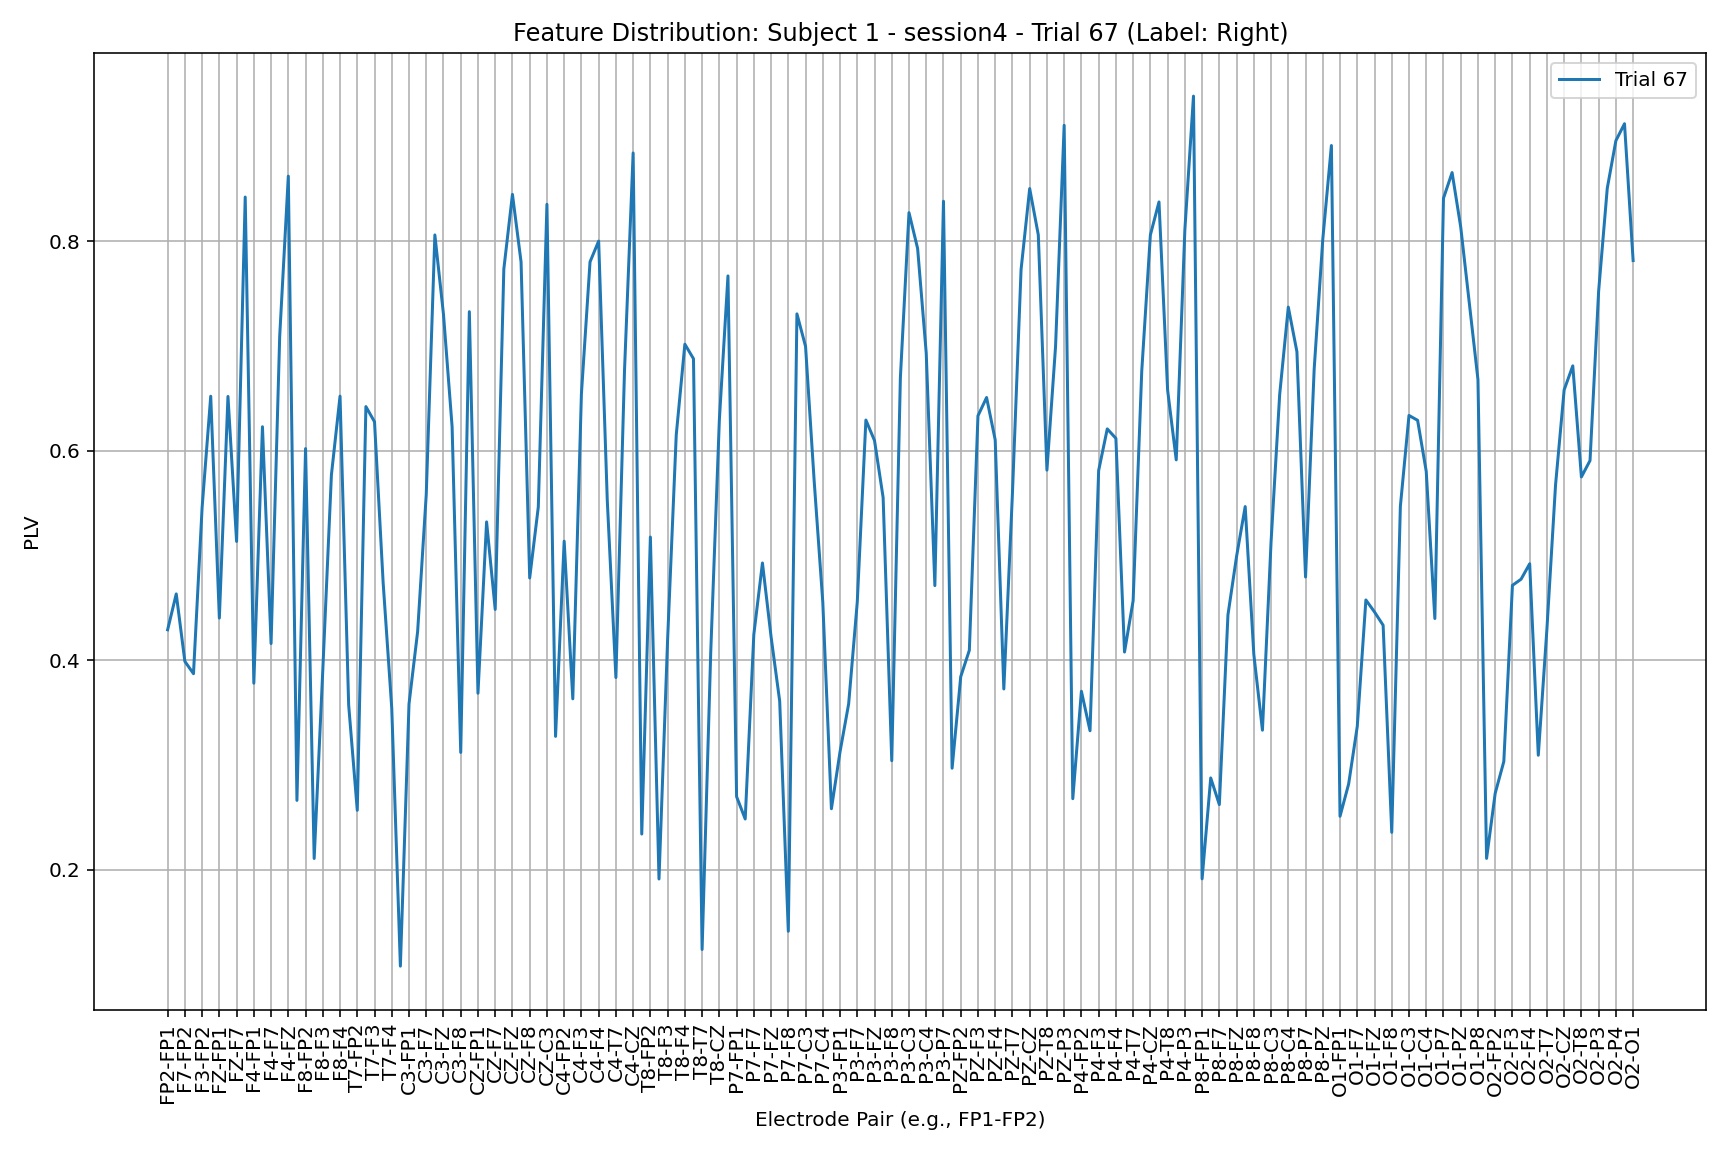 Feature Distribution: Subject 1 - session4 - Trial 67 (Label: Right)
Trial 67
PLV
0.8
0.6
0.4
0.2
FP2-FP1
F7-FP2
F3-FP2
FZ-FP1
FZ-F7
F4-FP1
F4-F7
F4-FZ
F8-FP2
F8-F3
F8-F4
T7-FP2
T7-F3
T7-F4
C3-FP1
C3-F7
C3-FZ
C3-F8
CZ-FP1
CZ-F7
CZ-FZ
CZ-F8
CZ-C3
C4-FP2
C4-F3
C4-F4
C4-T7
C4-CZ
T8-FP2
T8-F3
T8-F4
T8-T7
T8-CZ
P7-FP1
P7-F7
P7-FZ
P7-F8
P7-C3
P7-C4
P3-FP1
P3-F7
P3-FZ
P3-F8
P3-C3
P3-C4
P3-P7
PZ-FP2
PZ-F3
PZ-F4
PZ-T7
PZ-CZ
PZ-T8
PZ-P3
P4-FP2
P4-F3
P4-F4
P4-T7
P4-CZ
P4-T8
P4-P3
P8-FP1
P8-F7
P8-FZ
P8-F8
P8-C3
P8-C4
P8-P7
P8-PZ
O1-FP1
O1-F7
O1-FZ
O1-F8
O1-C3
O1-C4
O1-P7
O1-PZ
O1-P8
O2-FP2
O2-F3
O2-F4
O2-T7
O2-CZ
O2-T8
O2-P3
O2-P4
O2-O1
Electrode Pair (e.g., FP1-FP2)